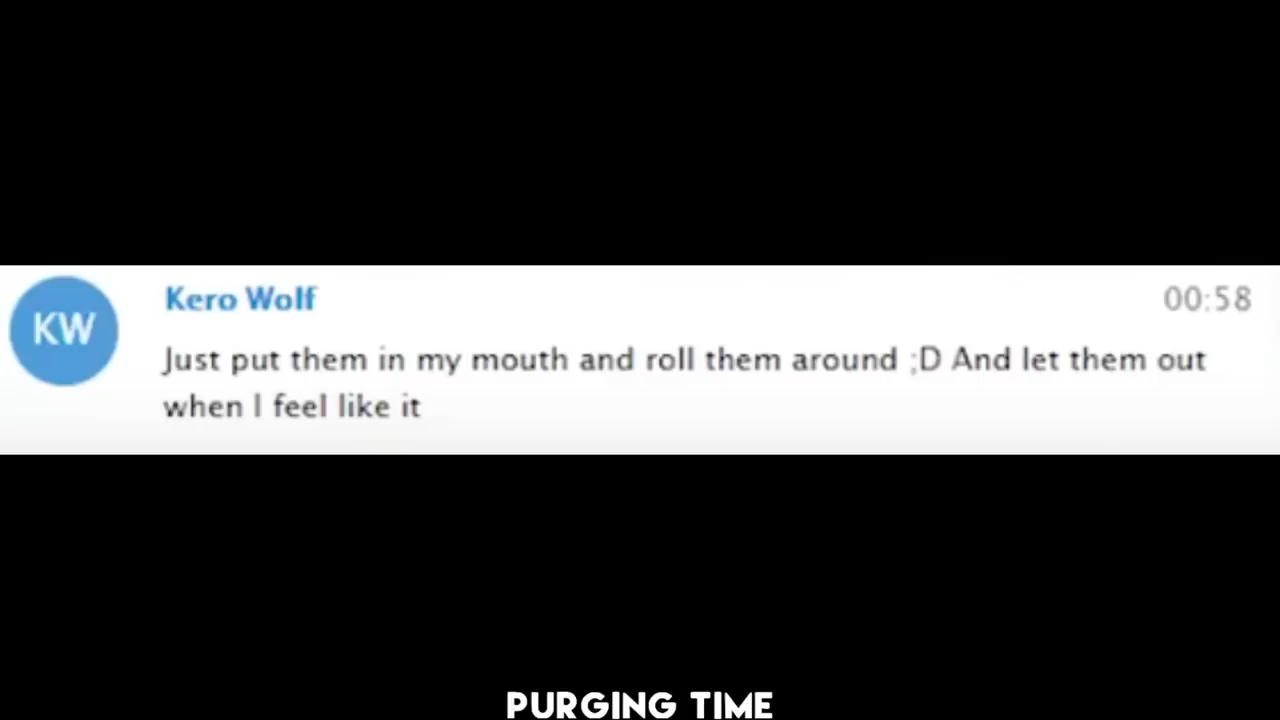 KW
Kero Wolf
00:58
Just put them in my mouth and roll them around ;D And let them out
when I feel like it
PURGING TIME